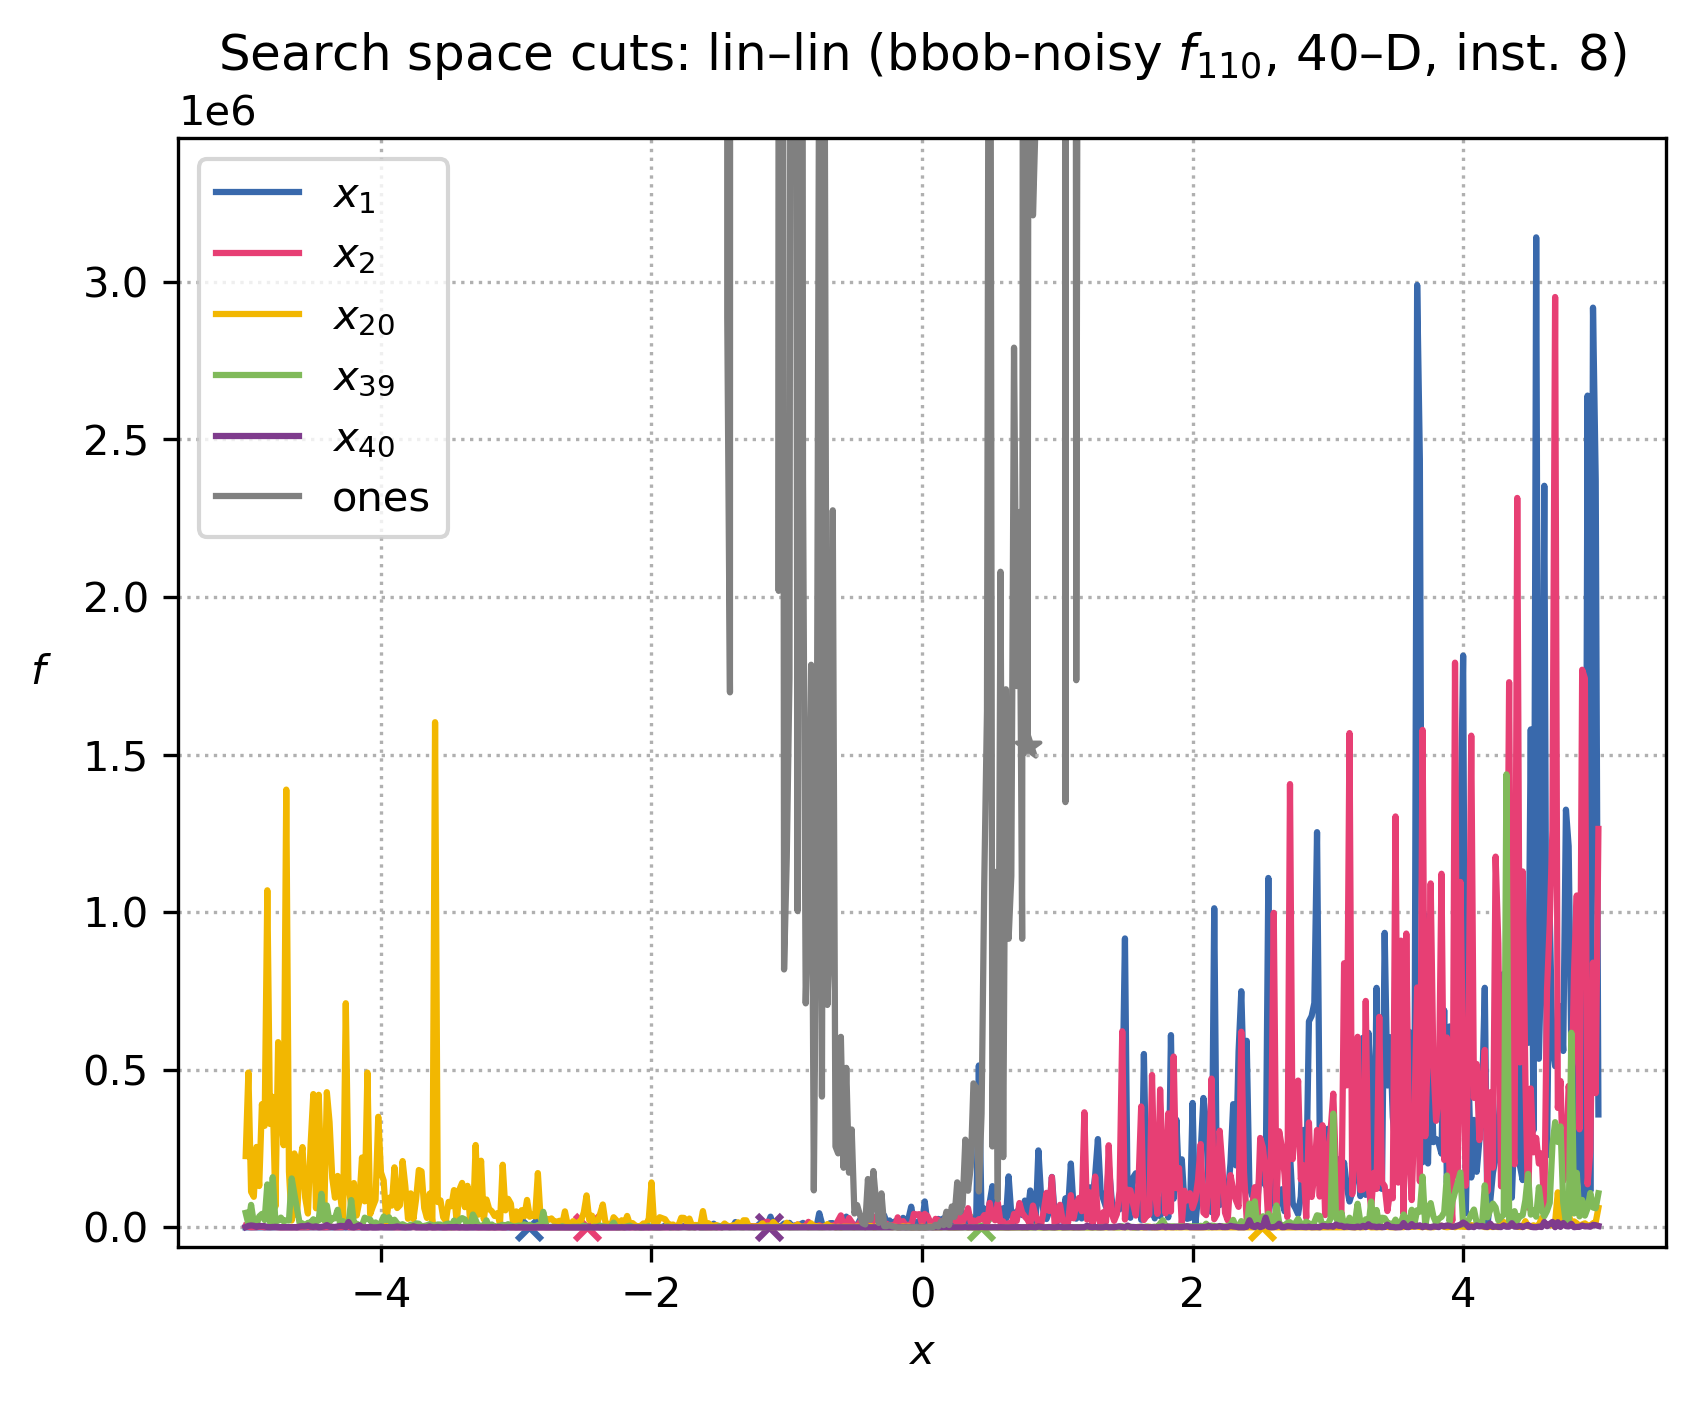 Search space cuts: lin–lin (bbob-noisy f₁₁₀, 40–D, inst. 8)
1e6
x₁
x₂
x₂₀
x₃₉
x₄₀
ones
3.0
2.5
2.0
1.5
1.0
0.5
0.0
f
−4 −2 0 2 4
x